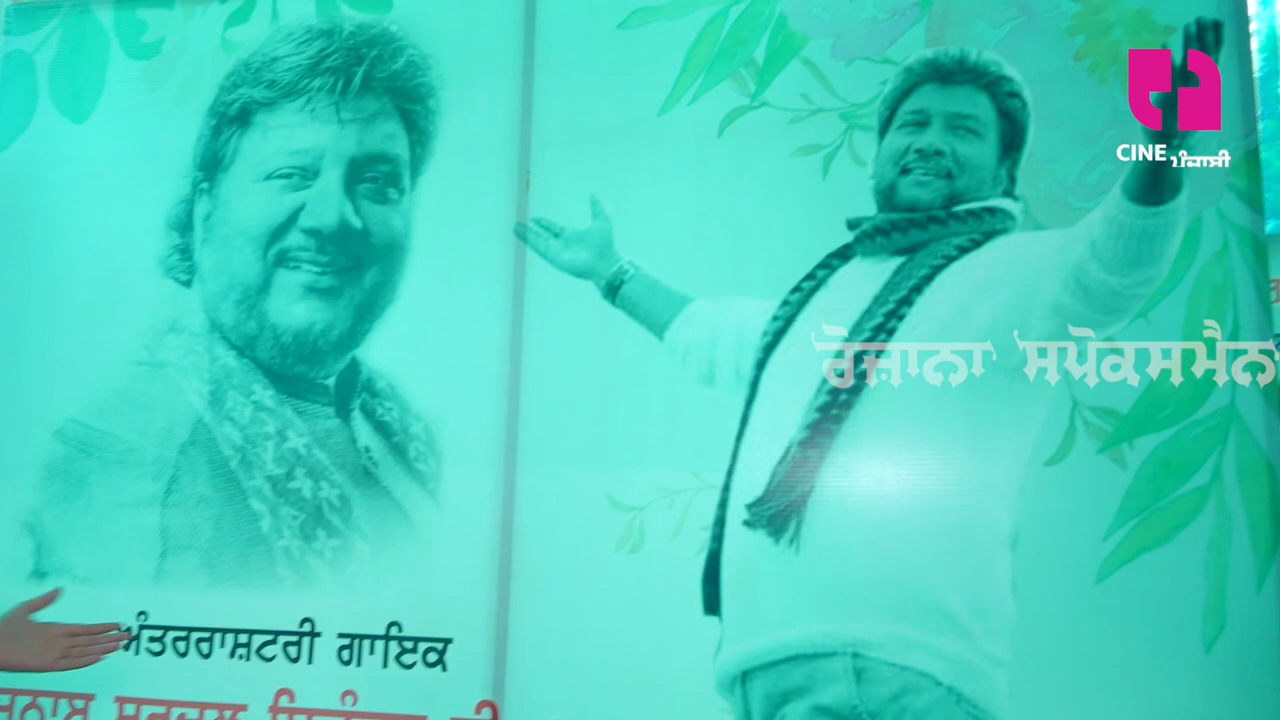 CINE ਪੰਜਾਬੀ
ਰੋਜ਼ਾਨਾ ਸਪੋਕਸਮੈਨ
ਅੰਤਰਰਾਸ਼ਟਰੀ ਗਾਇਕ